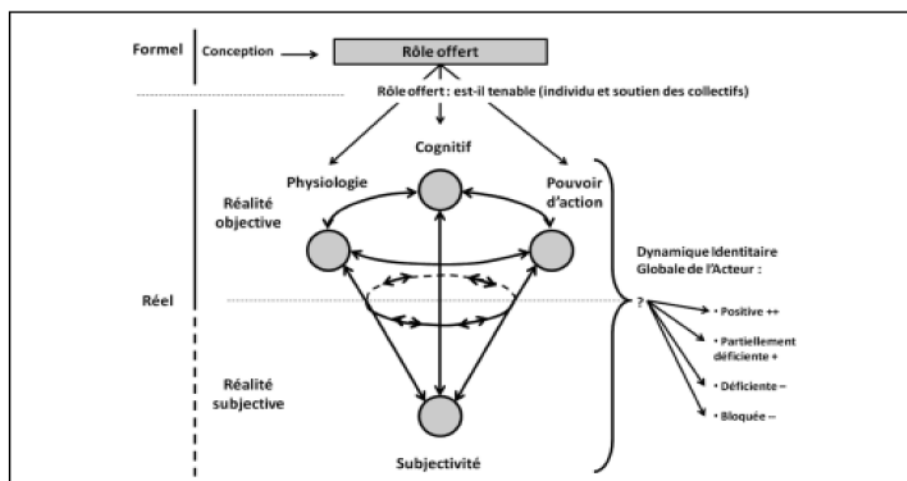 Formel
Conception
Rôle offert
Rôle offert : est-il tenable (individu et soutien des collectifs)
Cognitif
Physiologie
Pouvoir
d'action
Réalité
objective
Dynamique Identitaire
Globale de l'Acteur :
Réel
?
• Positive ++
• Partiellement
déficiente +
Réalité
subjective
• Déficiente –
• Bloquée --
Subjectivité